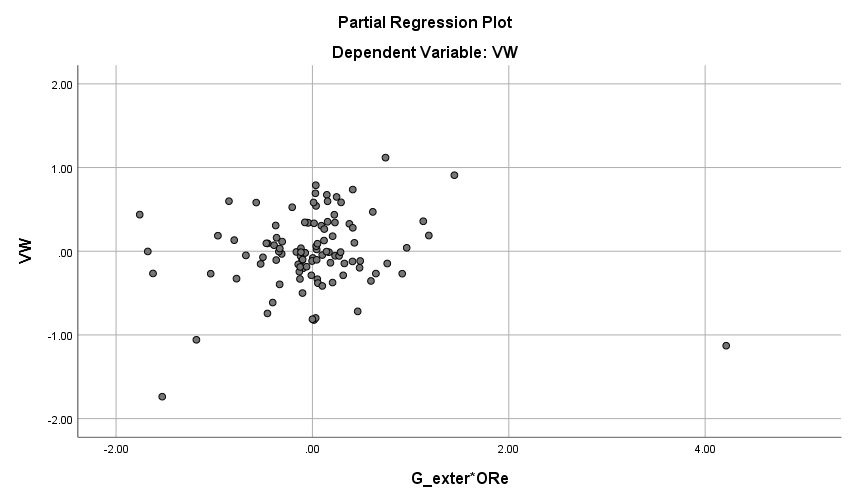 Partial Regression Plot
Dependent Variable: VW
2.00
1.00
.00
-1.00
-2.00
VW
-2.00 .00 2.00 4.00
G_exter*ORe